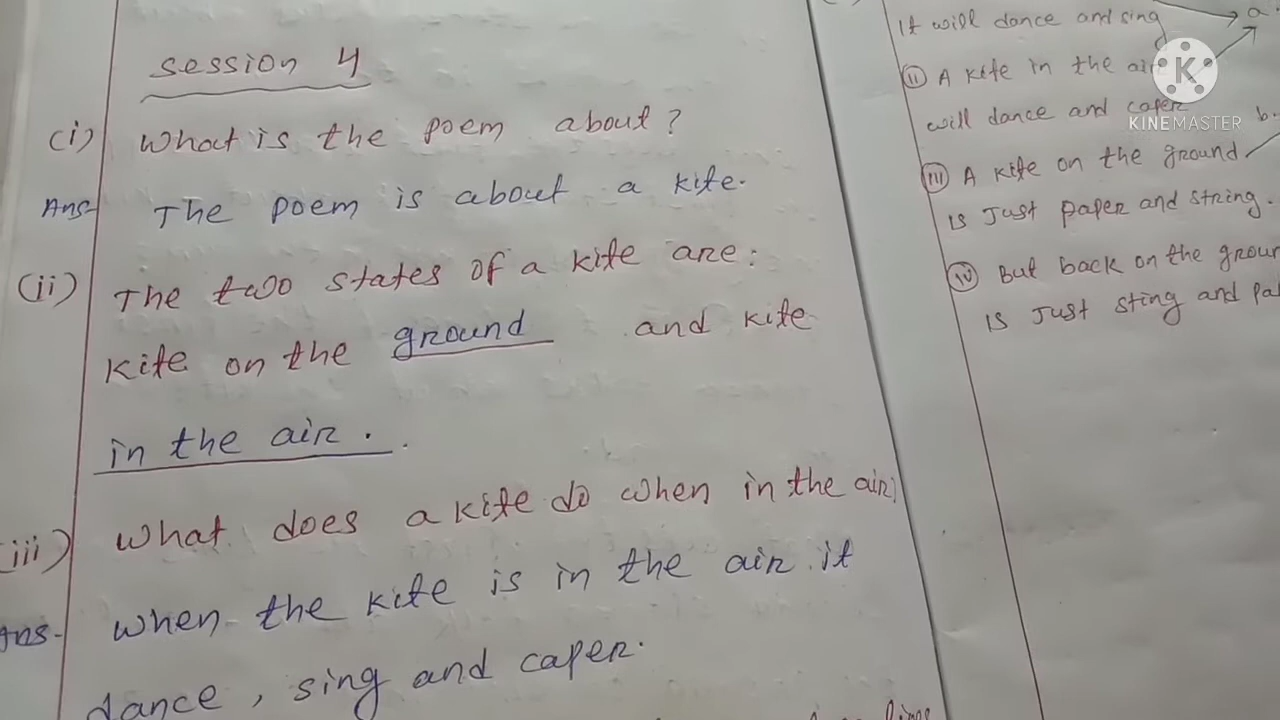 Session 4
(i) What is the poem about?
Ans- The poem is about a kite.
(ii) The two states of a kite are:
Kite on the ground and kite
in the air.
(iii) What does a kite do when in the air
Ans- When the kite is in the air it
dance, sing and caper.
lines
It will dance and sing
(ii) A kite in the air
will dance and caper
(iii) A kite on the ground
is Just paper and string.
(iv) But back on the groun
is Just sting and pa
a.
b.
K
KINEMASTER